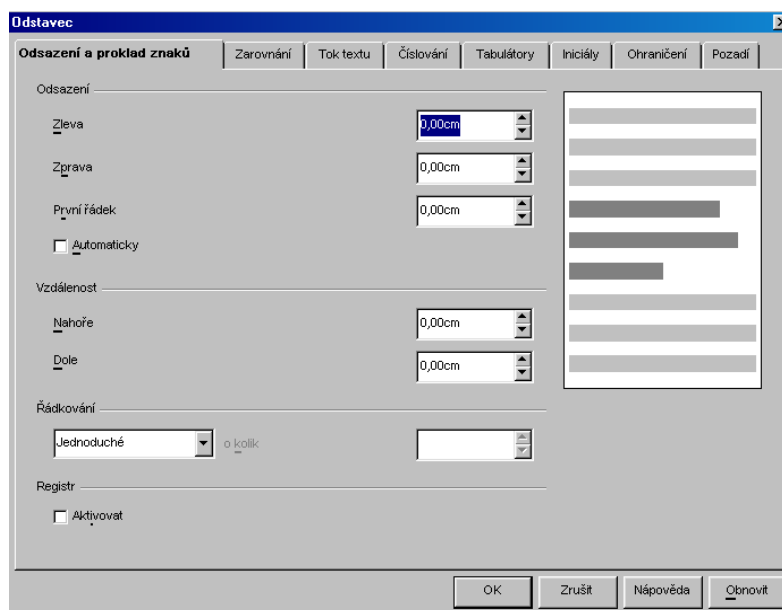 Odstavec
Odsazení a proklad znaků Zarovnání Tok textu Číslování Tabulátory Iniciály Ohraničení Pozadí
Odsazení
Zleva 0,00cm
Zprava 0,00cm
První řádek 0,00cm
Automaticky
Vzdálenost
Nahoře 0,00cm
Dole 0,00cm
Řádkování
Jednoduché o kolik
Registr
Aktivovat
OK Zrušit Nápověda Obnovit